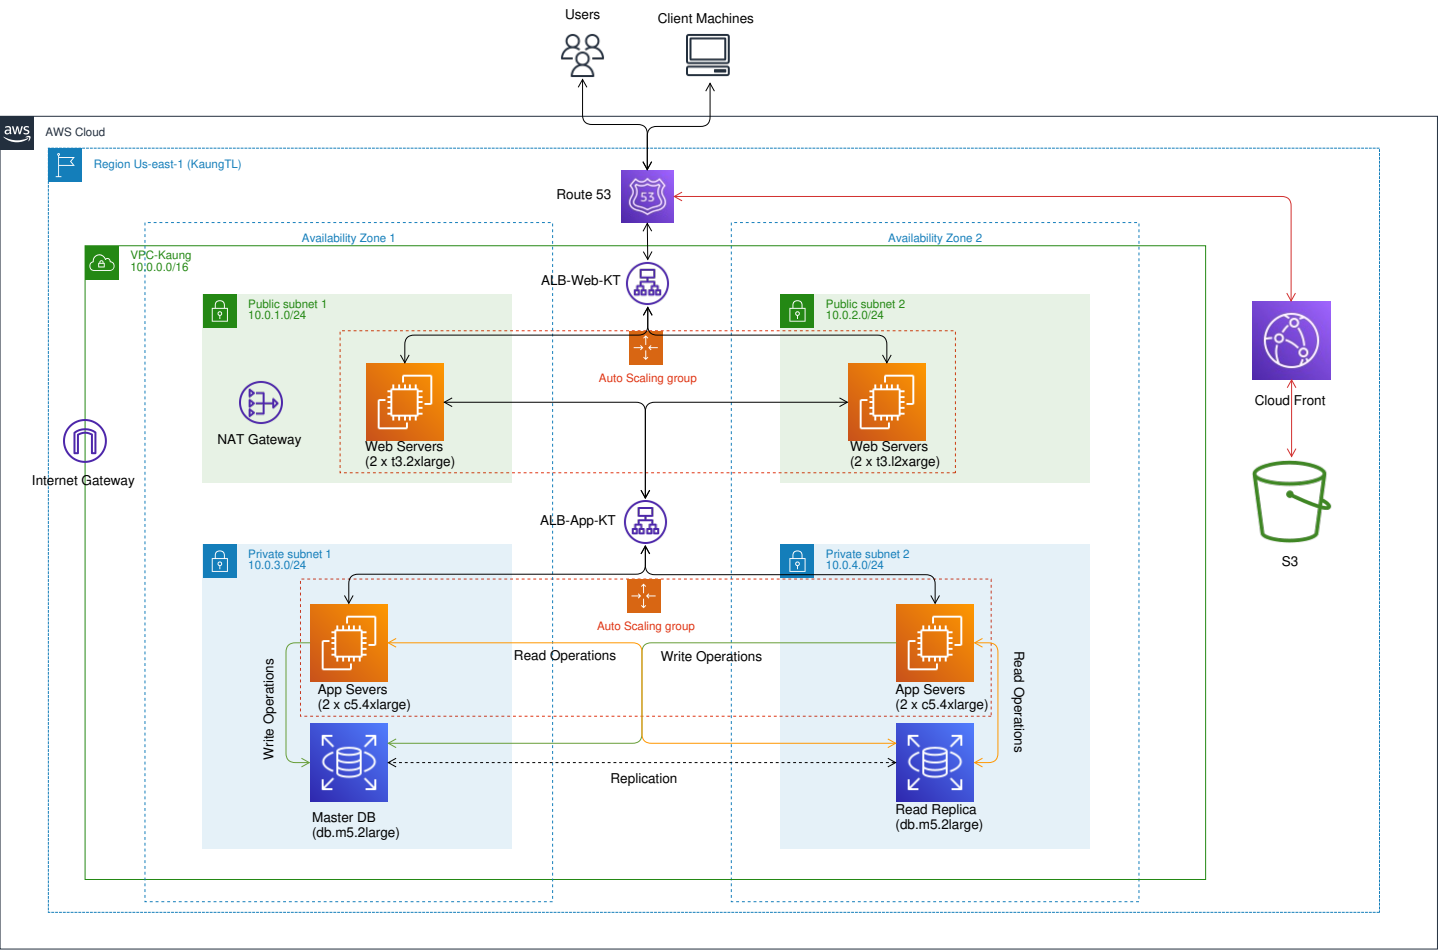 Users
Client Machines
aws
AWS Cloud
Region Us-east-1 (KaungTL)
Route 53
53
Availability Zone 1
Availability Zone 2
VPC-Kaung
10.0.0.0/16
ALB-Web-KT
Public subnet 1
10.0.1.0/24
Public subnet 2
10.0.2.0/24
Auto Scaling group
Cloud Front
NAT Gateway
Web Servers
(2 x t3.2xlarge)
Web Servers
(2 x t3.l2xarge)
Internet Gateway
ALB-App-KT
S3
Private subnet 1
10.0.3.0/24
Private subnet 2
10.0.4.0/24
Auto Scaling group
Read Operations
Write Operations
Write Operations
Read Operations
App Severs
(2 x c5.4xlarge)
App Severs
(2 x c5.4xlarge)
Replication
Master DB
(db.m5.2large)
Read Replica
(db.m5.2large)